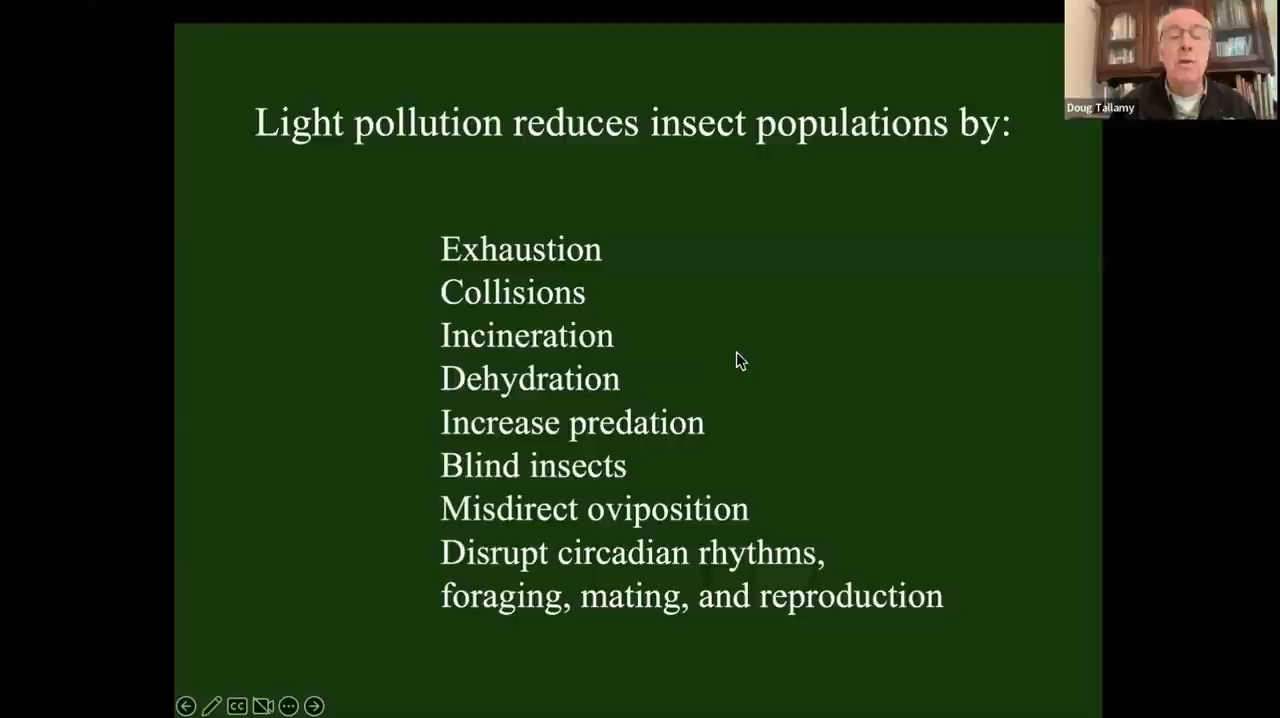 Light pollution reduces insect populations by:
Doug Tallamy
Exhaustion
Collisions
Incineration
Dehydration
Increase predation
Blind insects
Misdirect oviposition
Disrupt circadian rhythms,
foraging, mating, and reproduction
CC